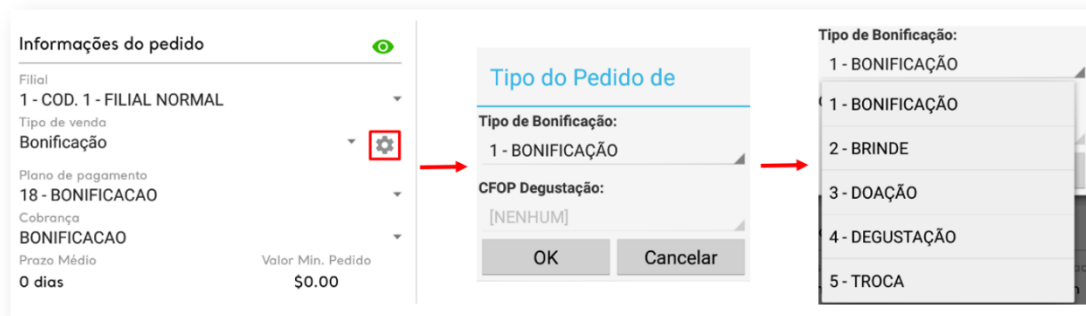 Informações do pedido
Filial
1 - COD. 1 - FILIAL NORMAL
Tipo de venda
Bonificação
Plano de pagamento
18 - BONIFICACAO
Cobrança
BONIFICACAO
Prazo Médio
Valor Min. Pedido
0 dias
$0.00
Tipo do Pedido de
Tipo de Bonificação:
1 - BONIFICAÇÃO
CFOP Degustação:
[NENHUM]
OK
Cancelar
Tipo de Bonificação:
1 - BONIFICAÇÃO
1 - BONIFICAÇÃO
2 - BRINDE
3 - DOAÇÃO
4 - DEGUSTAÇÃO
5 - TROCA